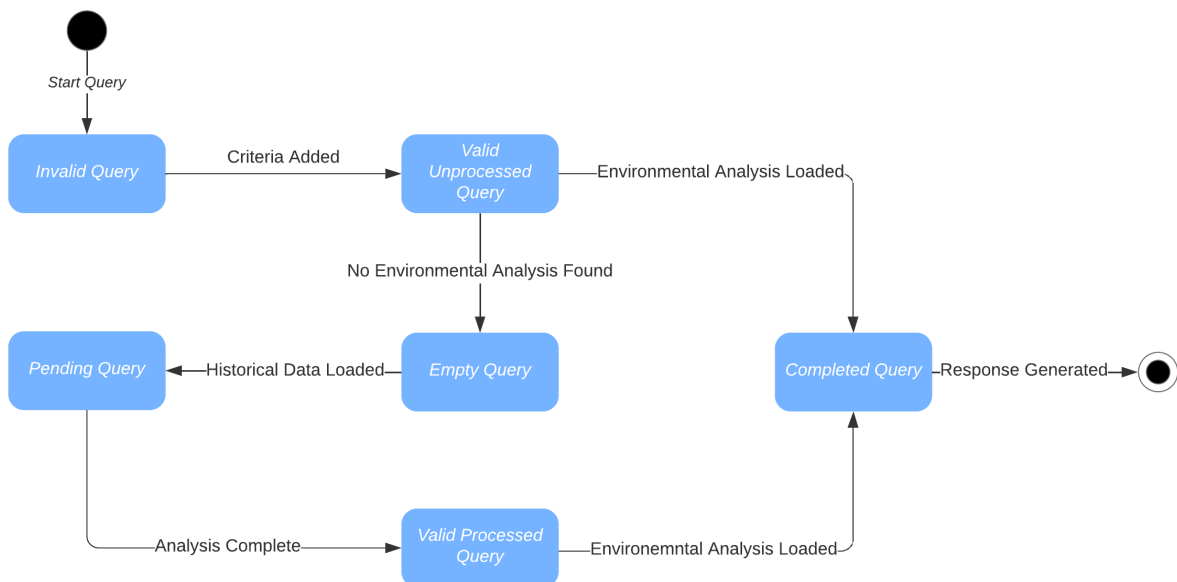 Start Query
Invalid Query
Criteria Added
Valid
Unprocessed
Query
Environmental Analysis Loaded
No Environmental Analysis Found
Pending Query
Historical Data Loaded
Empty Query
Completed Query
Response Generated
Analysis Complete
Valid Processed
Query
Environemntal Analysis Loaded